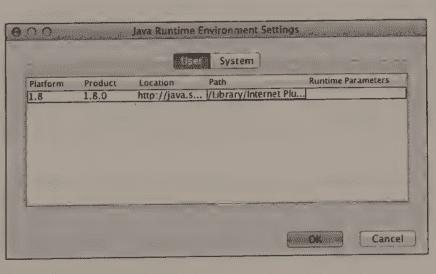 Java Runtime Environment Settings
User System
Platform Product Location Path Runtime Parameters
1.8 1.8.0 http://java.s... /Library/Internet Plu...
OK Cancel